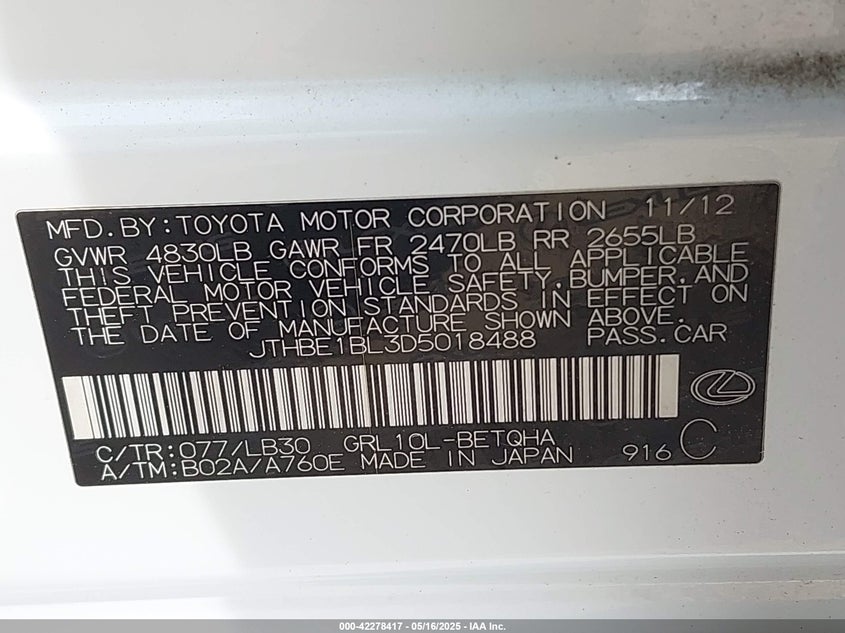 MFD.BY:TOYOTA MOTOR CORPORATION 11/12
GVWR 4830LB GAWR FR 2470LB RR 2655LB
THIS VEHICLE CONFORMS TO ALL APPLICABLE
FEDERAL MOTOR VEHICLE SAFETY,BUMPER,AND
THEFT PREVENTION STANDARDS IN EFFECT ON
THE DATE OF MANUFACTURE SHOWN ABOVE.
JTHBE1BL3D5018488 PASS.CAR
C/TR:077/LB30 GRL10L-BETQHA
A/TM:B02A/A760E MADE IN JAPAN 916 C
000-42278417 - 05/16/2025 - IAA Inc.